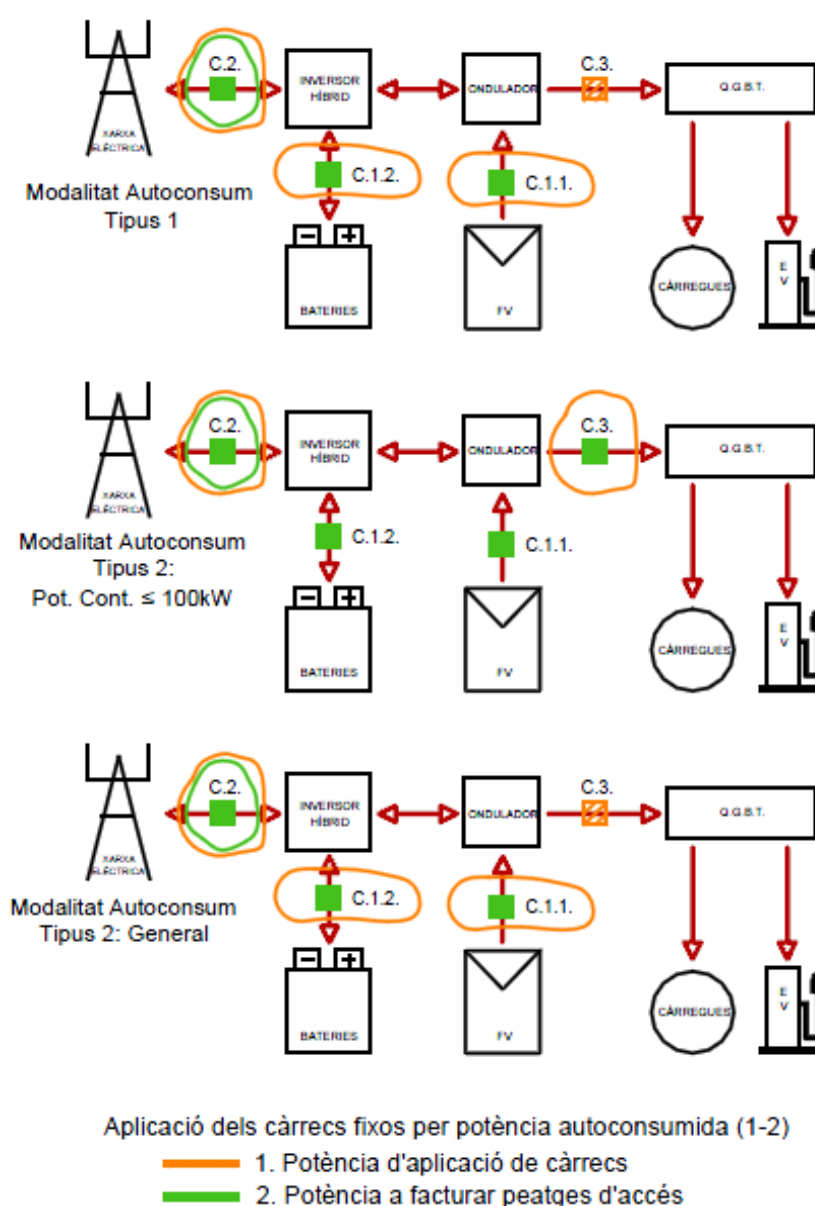 C.2.
C.3.
INVERSOR
HÍBRID
ONDULADOR
Q.G.B.T.
XARXA
ELÈCTRICA
C.1.2.
C.1.1.
Modalitat Autoconsum
Tipus 1
BATERIES
FV
CÀRREGUES
E
V
C.2.
C.3.
INVERSOR
HÍBRID
ONDULADOR
Q.G.B.T.
XARXA
ELÈCTRICA
C.1.2.
C.1.1.
Modalitat Autoconsum
Tipus 2:
Pot. Cont. ≤ 100kW
BATERIES
FV
CÀRREGUES
E
V
C.2.
C.3.
INVERSOR
HÍBRID
ONDULADOR
Q.G.B.T.
XARXA
ELÈCTRICA
C.1.2.
C.1.1.
Modalitat Autoconsum
Tipus 2: General
BATERIES
FV
CÀRREGUES
E
V
Aplicació dels càrrecs fixos per potència autoconsumida (1-2)
1. Potència d'aplicació de càrrecs
2. Potència a facturar peatges d'accés